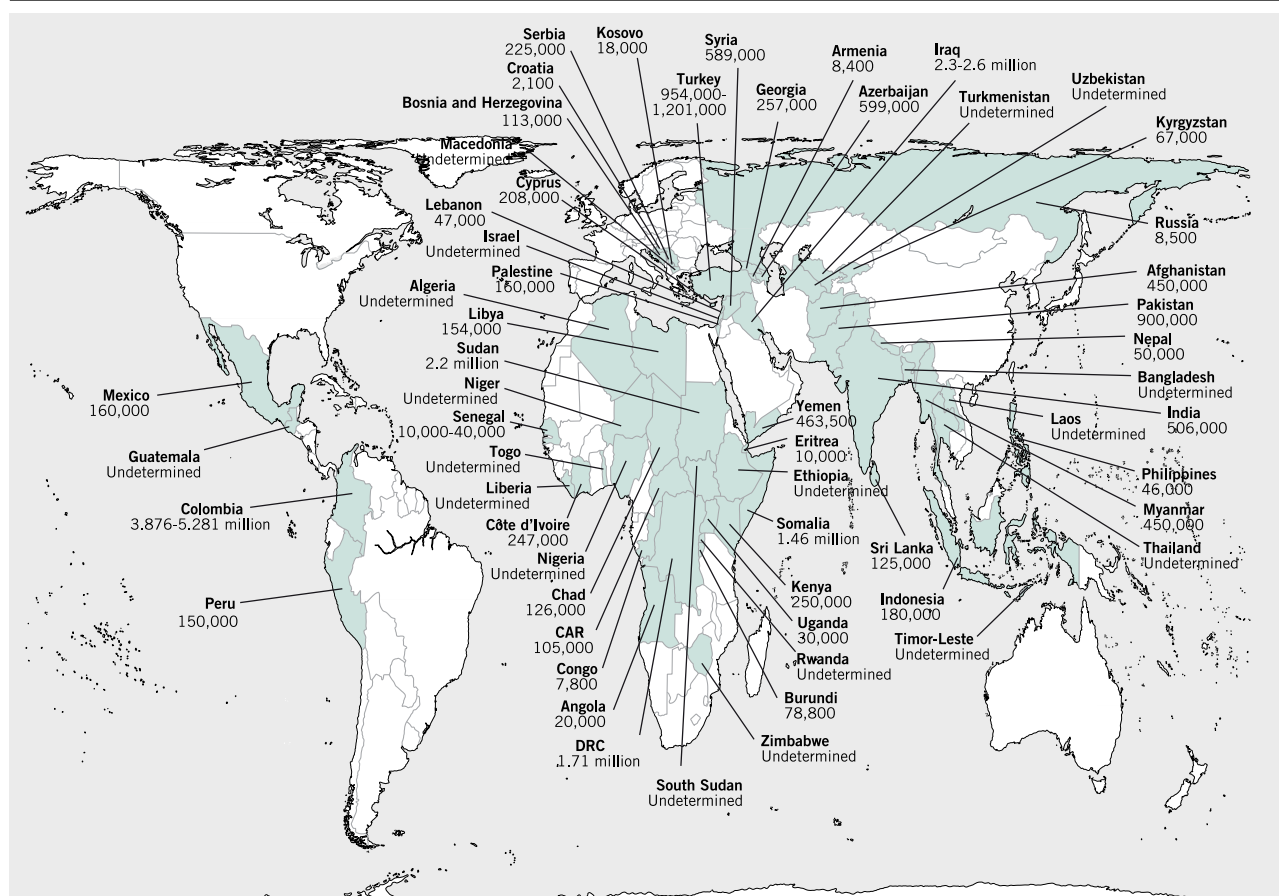 Serbia
225,000
Kosovo
18,000
Syria
589,000
Armenia
8,400
Iraq
2.3-2.6 million
Croatia
2,100
Turkey
954,000-
1,201,000
Georgia
257,000
Azerbaijan
599,000
Turkmenistan
Undetermined
Uzbekistan
Undetermined
Bosnia and Herzegovina
113,000
Kyrgyzstan
67,000
Macedonia
Undetermined
Cyprus
208,000
Lebanon
47,000
Israel
Undetermined
Palestine
160,000
Algeria
Undetermined
Libya
154,000
Sudan
2.2 million
Niger
Undetermined
Senegal
10,000-40,000
Togo
Undetermined
Liberia
Undetermined
Côte d'Ivoire
247,000
Nigeria
Undetermined
Chad
126,000
CAR
105,000
Congo
7,800
Angola
20,000
DRC
1.71 million
South Sudan
Undetermined
Russia
8,500
Afghanistan
450,000
Pakistan
900,000
Nepal
50,000
Bangladesh
Undetermined
India
506,000
Laos
Undetermined
Philippines
46,000
Myanmar
450,000
Thailand
Undetermined
Yemen
463,500
Eritrea
10,000
Ethiopia
Undetermined
Somalia
1.46 million
Sri Lanka
125,000
Kenya
250,000
Indonesia
180,000
Uganda
30,000
Timor-Leste
Undetermined
Rwanda
Undetermined
Burundi
78,800
Zimbabwe
Undetermined
Mexico
160,000
Guatemala
Undetermined
Colombia
3.876-5.281 million
Peru
150,000